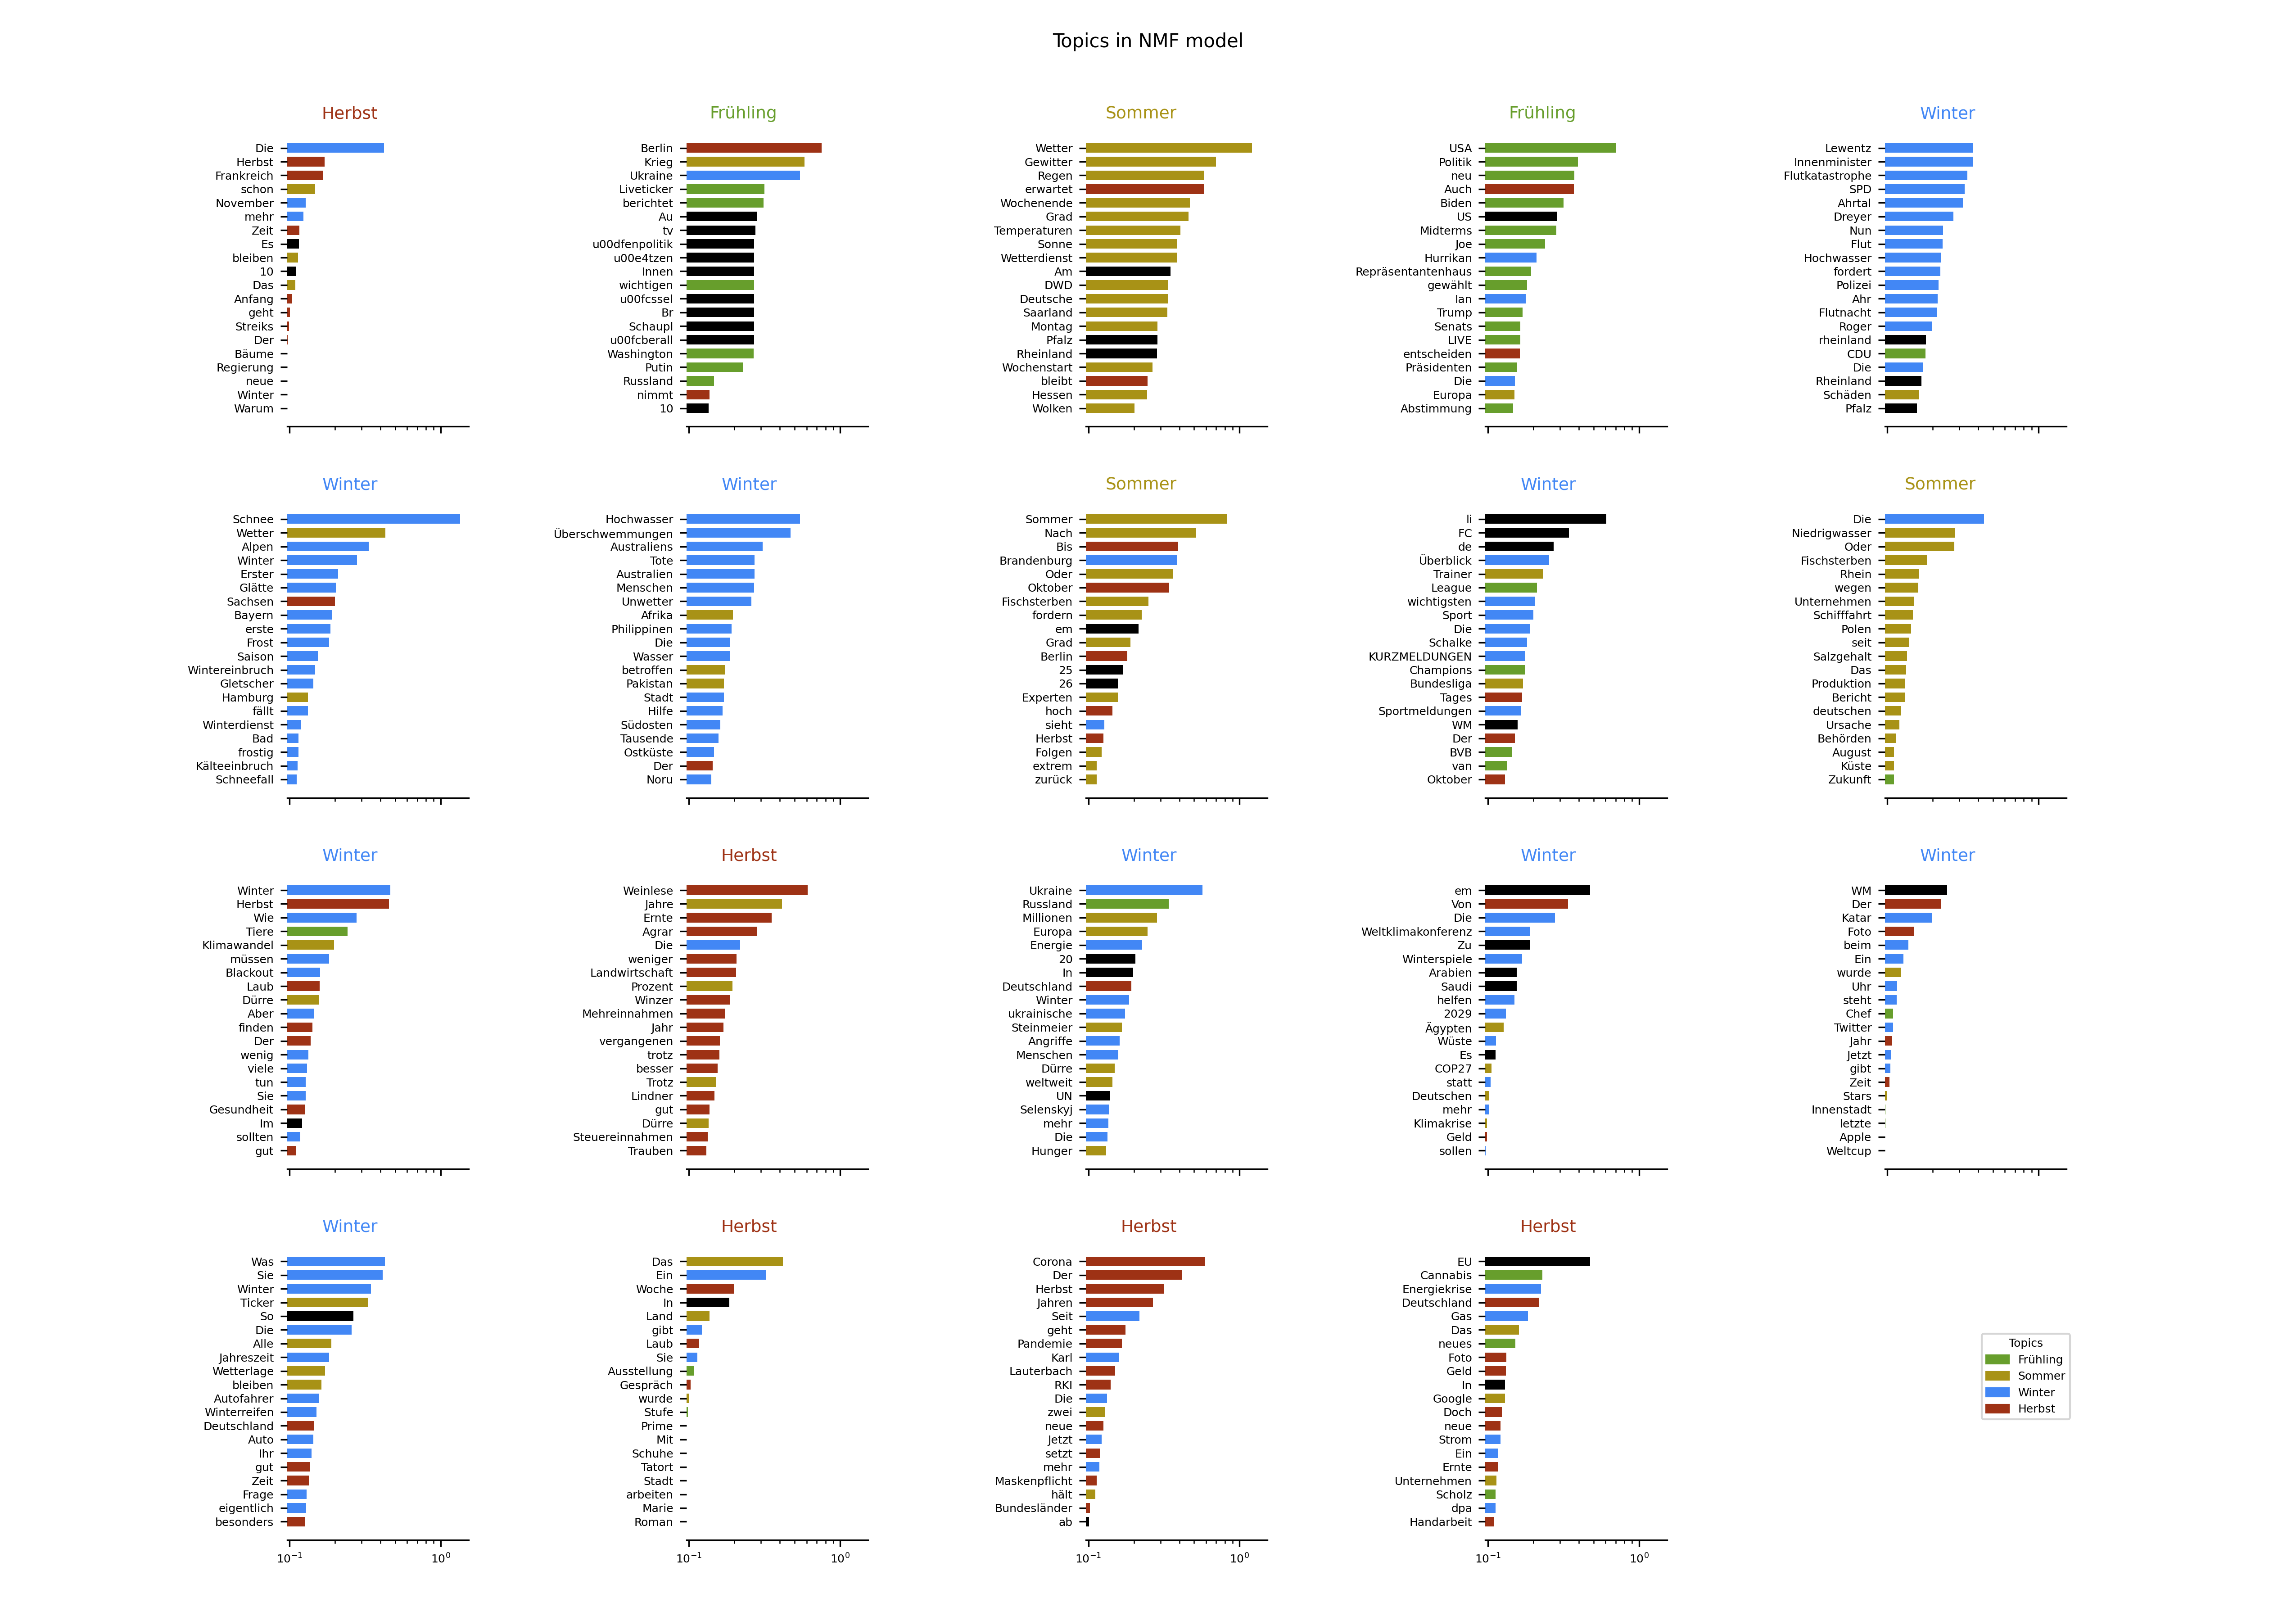 Topics in NMF model
Herbst
Die
Herbst
Frankreich
schon
November
mehr
Zeit
Es
bleiben
10
Das
Anfang
geht
Streiks
Der
Bäume
Regierung
neue
Winter
Warum
Frühling
Berlin
Krieg
Ukraine
Liveticker
berichtet
Au
tv
u00dfenpolitik
u00e4tzen
Innen
wichtigen
u00fcssel
Br
Schaupl
u00fcberall
Washington
Putin
Russland
nimmt
10
Sommer
Wetter
Gewitter
Regen
erwartet
Wochenende
Grad
Temperaturen
Sonne
Wetterdienst
Am
DWD
Deutsche
Saarland
Montag
Pfalz
Rheinland
Wochenstart
bleibt
Hessen
Wolken
Frühling
USA
Politik
neu
Auch
Biden
US
Midterms
Joe
Hurrikan
Repräsentantenhaus
gewählt
Ian
Trump
Senats
LIVE
entscheiden
Präsidenten
Die
Europa
Abstimmung
Winter
Lewentz
Innenminister
Flutkatastrophe
SPD
Ahrtal
Dreyer
Nun
Flut
Hochwasser
fordert
Polizei
Ahr
Flutnacht
Roger
rheinland
CDU
Die
Rheinland
Schäden
Pfalz
Winter
Schnee
Wetter
Alpen
Winter
Erster
Glätte
Sachsen
Bayern
erste
Frost
Saison
Wintereinbruch
Gletscher
Hamburg
fällt
Winterdienst
Bad
frostig
Kälteeinbruch
Schneefall
Winter
Hochwasser
Überschwemmungen
Australiens
Tote
Australien
Menschen
Unwetter
Afrika
Philippinen
Die
Wasser
betroffen
Pakistan
Stadt
Hilfe
Südosten
Tausende
Ostküste
Der
Noru
Sommer
Sommer
Nach
Bis
Brandenburg
Oder
Oktober
Fischsterben
fordern
em
Grad
Berlin
25
26
Experten
hoch
sieht
Herbst
Folgen
extrem
zurück
Winter
li
FC
de
Überblick
Trainer
League
wichtigsten
Sport
Die
Schalke
KURZMELDUNGEN
Champions
Bundesliga
Tages
Sportmeldungen
WM
Der
BVB
van
Oktober
Sommer
Die
Niedrigwasser
Oder
Fischsterben
Rhein
wegen
Unternehmen
Schifffahrt
Polen
seit
Salzgehalt
Das
Produktion
Bericht
deutschen
Ursache
Behörden
August
Küste
Zukunft
Winter
Winter
Herbst
Wie
Tiere
Klimawandel
müssen
Blackout
Laub
Dürre
Aber
finden
Der
wenig
viele
tun
Sie
Gesundheit
Im
sollten
gut
Herbst
Weinlese
Jahre
Ernte
Agrar
Die
weniger
Landwirtschaft
Prozent
Winzer
Mehreinnahmen
Jahr
vergangenen
trotz
besser
Trotz
Lindner
gut
Dürre
Steuereinnahmen
Trauben
Winter
Ukraine
Russland
Millionen
Europa
Energie
20
In
Deutschland
Winter
ukrainische
Steinmeier
Angriffe
Menschen
Dürre
weltweit
UN
Selenskyj
mehr
Die
Hunger
Winter
em
Von
Die
Weltklimakonferenz
Zu
Winterspiele
Arabien
Saudi
helfen
2029
Ägypten
Wüste
Es
COP27
statt
Deutschen
mehr
Klimakrise
Geld
sollen
Winter
WM
Der
Katar
Foto
beim
Ein
wurde
Uhr
steht
Chef
Twitter
Jahr
Jetzt
gibt
Zeit
Stars
Innenstadt
letzte
Apple
Weltcup
Winter
Was
Sie
Winter
Ticker
So
Die
Alle
Jahreszeit
Wetterlage
bleiben
Autofahrer
Winterreifen
Deutschland
Auto
Ihr
gut
Zeit
Frage
eigentlich
besonders
10⁻¹ 10⁰
Herbst
Das
Ein
Woche
In
Land
gibt
Laub
Sie
Ausstellung
Gespräch
wurde
Stufe
Prime
Mit
Schuhe
Tatort
Stadt
arbeiten
Marie
Roman
10⁻¹ 10⁰
Herbst
Corona
Der
Herbst
Jahren
Seit
geht
Pandemie
Karl
Lauterbach
RKI
Die
zwei
neue
Jetzt
setzt
mehr
Maskenpflicht
hält
Bundesländer
ab
10⁻¹ 10⁰
Herbst
EU
Cannabis
Energiekrise
Deutschland
Gas
Das
neues
Foto
Geld
In
Google
Doch
neue
Strom
Ein
Ernte
Unternehmen
Scholz
dpa
Handarbeit
10⁻¹ 10⁰
Topics
Frühling
Sommer
Winter
Herbst